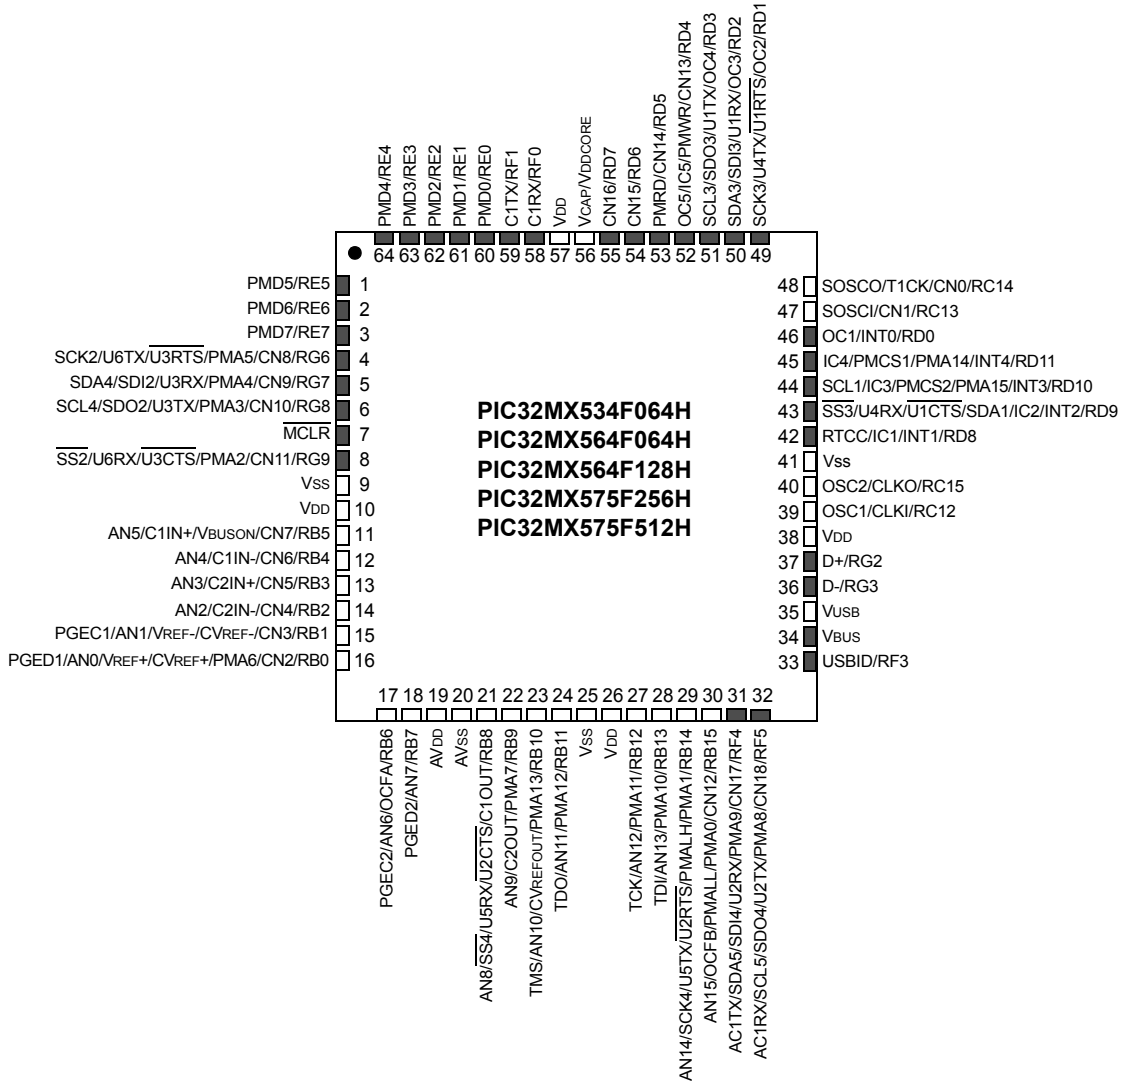 PMD4/RE4
PMD3/RE3
PMD2/RE2
PMD1/RE1
PMD0/RE0
C1TX/RF1
C1RX/RF0
VDD
VCAP/VDDCORE
CN16/RD7
CN15/RD6
PMRD/CN14/RD5
OC5/IC5/PMWR/CN13/RD4
SCL3/SDO3/U1TX/OC4/RD3
SDA3/SDI3/U1RX/OC3/RD2
SCK3/U4TX/U1RTS/OC2/RD1
64 63 62 61 60 59 58 57 56 55 54 53 52 51 50 49
PMD5/RE5 1
PMD6/RE6 2
PMD7/RE7 3
SCK2/U6TX/U3RTS/PMA5/CN8/RG6 4
SDA4/SDI2/U3RX/PMA4/CN9/RG7 5
SCL4/SDO2/U3TX/PMA3/CN10/RG8 6
MCLR 7
SS2/U6RX/U3CTS/PMA2/CN11/RG9 8
VSS 9
VDD 10
AN5/C1IN+/VBUSON/CN7/RB5 11
AN4/C1IN-/CN6/RB4 12
AN3/C2IN+/CN5/RB3 13
AN2/C2IN-/CN4/RB2 14
PGEC1/AN1/VREF-/CVREF-/CN3/RB1 15
PGED1/AN0/VREF+/CVREF+/PMA6/CN2/RB0 16
PIC32MX534F064H
PIC32MX564F064H
PIC32MX564F128H
PIC32MX575F256H
PIC32MX575F512H
48 SOSCO/T1CK/CN0/RC14
47 SOSCI/CN1/RC13
46 OC1/INT0/RD0
45 IC4/PMCS1/PMA14/INT4/RD11
44 SCL1/IC3/PMCS2/PMA15/INT3/RD10
43 SS3/U4RX/U1CTS/SDA1/IC2/INT2/RD9
42 RTCC/IC1/INT1/RD8
41 Vss
40 OSC2/CLKO/RC15
39 OSC1/CLKI/RC12
38 VDD
37 D+/RG2
36 D-/RG3
35 VUSB
34 VBUS
33 USBID/RF3
17 18 19 20 21 22 23 24 25 26 27 28 29 30 31 32
PGEC2/AN6/OCFA/RB6
PGED2/AN7/RB7
AVDD
AVSS
AN8/SS4/U5RX/U2CTS/C1OUT/RB8
AN9/C2OUT/PMA7/RB9
TMS/AN10/CVREFOUT/PMA13/RB10
TDO/AN11/PMA12/RB11
VSS
VDD
TCK/AN12/PMA11/RB12
TDI/AN13/PMA10/RB13
AN14/SCK4/U5TX/U2RTS/PMALH/PMA1/RB14
AN15/OCFB/PMALL/PMA0/CN12/RB15
AC1TX/SDA5/SDI4/U2RX/PMA9/CN17/RF4
AC1RX/SCL5/SDO4/U2TX/PMA8/CN18/RF5